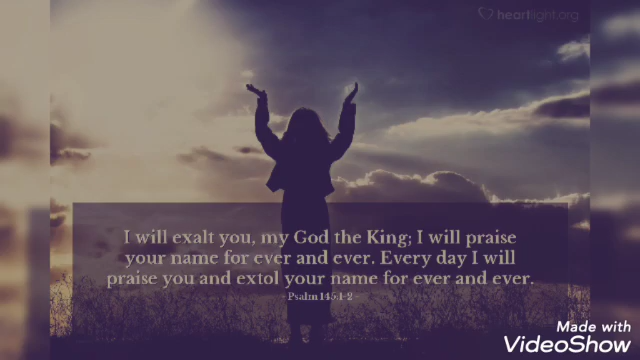 heartlight.org
I will exalt you, my God the King; I will praise
your name for ever and ever. Every day I will
praise you and extol your name for ever and ever.
- Psalm 145:1-2 -
Made with
VideoShow